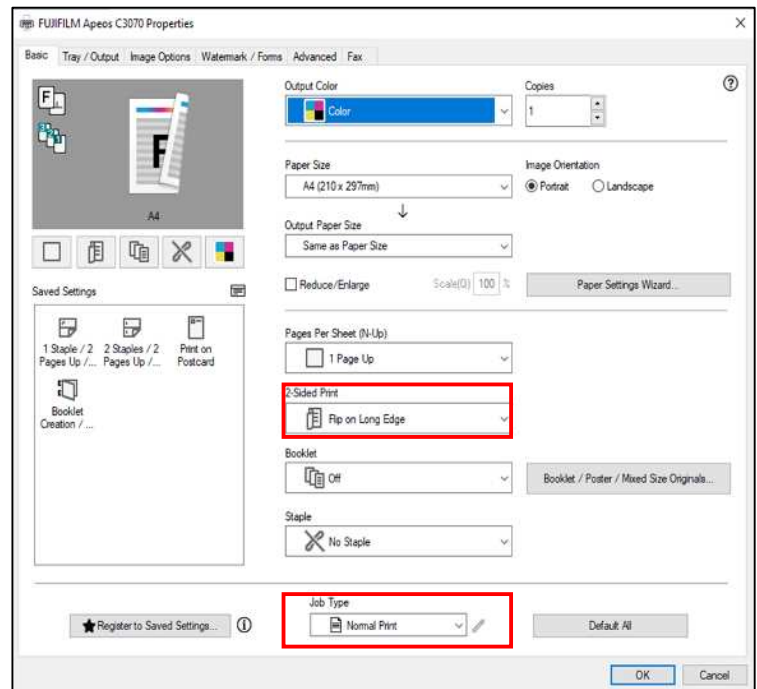 FUJIFILM Apeos C3070 Properties
Basic Tray / Output Image Options Watermark / Forms Advanced Fax
F
A4
Saved Settings
1 Staple / 2 Pages Up /...
2 Staples / 2 Pages Up /...
Print on Postcard
Booklet Creation / ...
Output Color
Color
Copies
1
Paper Size
A4 (210 x 297mm)
Image Orientation
Portrait Landscape
Output Paper Size
Same as Paper Size
Reduce/Enlarge Scale(Q) 100 %
Paper Settings Wizard...
Pages Per Sheet (N-Up)
1 Page Up
2-Sided Print
Flip on Long Edge
Booklet
Off
Booklet / Poster / Mixed Size Originals...
Staple
No Staple
Register to Saved Settings...
Job Type
Normal Print
Default All
OK Cancel